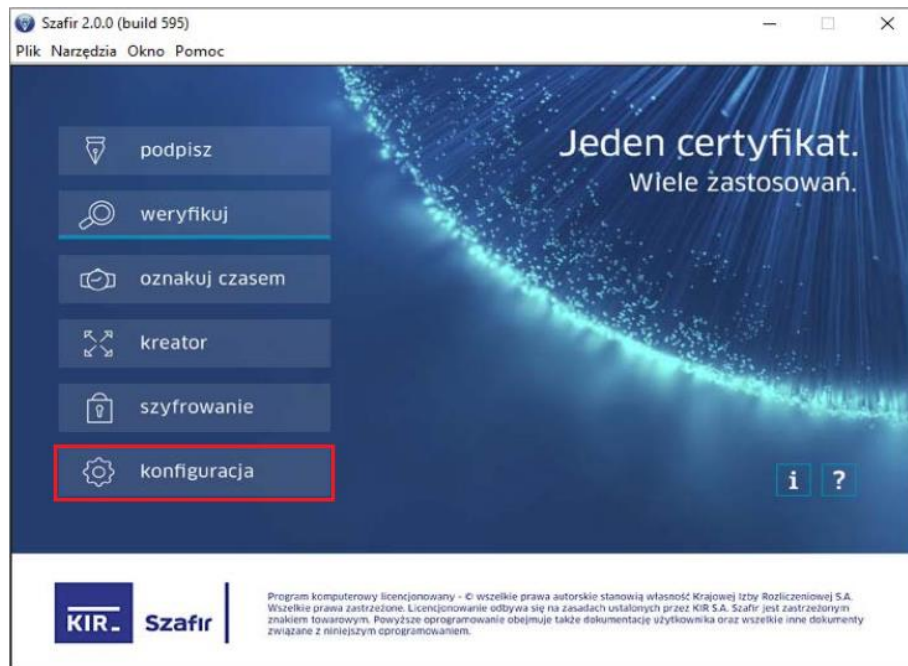 Szafir 2.0.0 (build 595)
Plik Narzędzia Okno Pomoc
podpisz
weryfikuj
oznakuj czasem
kreator
szyfrowanie
konfiguracja
Jeden certyfikat.
Wiele zastosowań.
i ?
KIR
Szafir
Program komputerowy licencjonowany - © wszelkie prawa autorskie stanowią własność Krajowej Izby Rozliczeniowej S.A.
Wszelkie prawa zastrzeżone. Licencjonowanie odbywa się na zasadach ustalonych przez KIR S.A. Szafir jest zastrzeżonym
znakiem towarowym. Powyższe oprogramowanie obejmuje także dokumentację użytkownika oraz wszelkie inne dokumenty
związane z niniejszym oprogramowaniem.